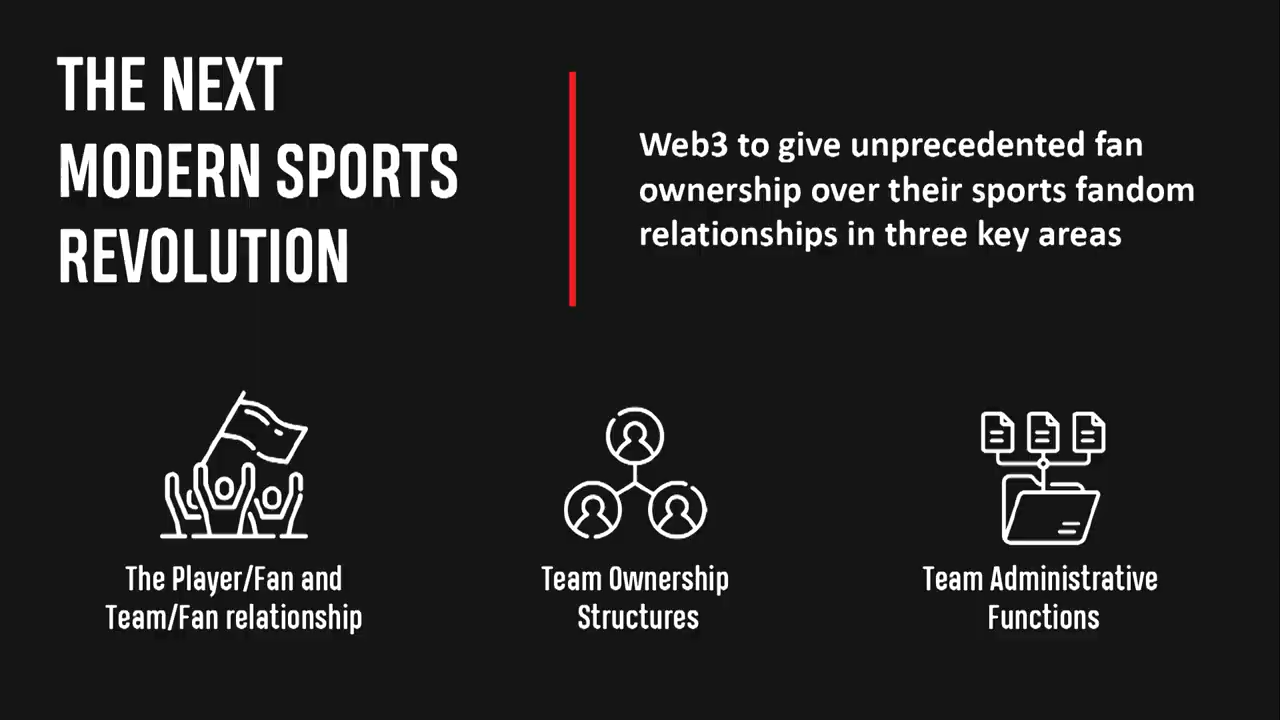 THE NEXT
MODERN SPORTS
REVOLUTION
Web3 to give unprecedented fan
ownership over their sports fandom
relationships in three key areas
The Player/Fan and
Team/Fan relationship
Team Ownership
Structures
Team Administrative
Functions